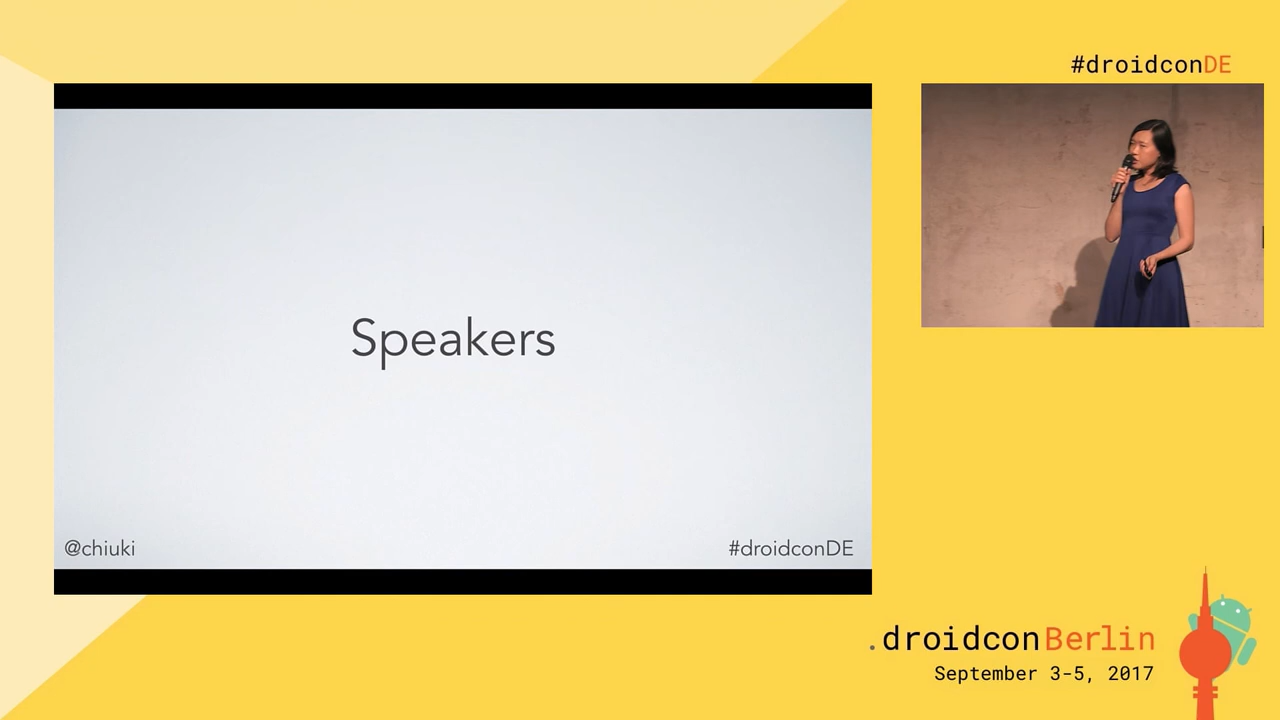 #droidconDE
Speakers
@chiuki
#droidconDE
.droidconBerlin
September 3-5, 2017